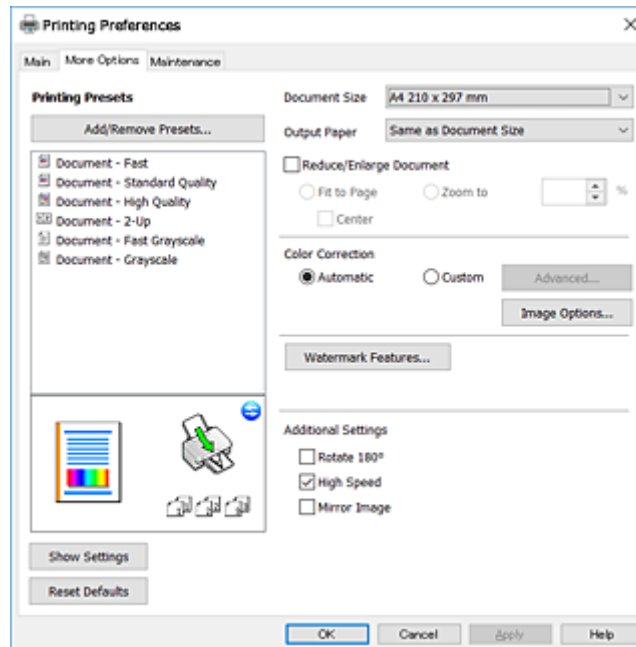 Printing Preferences
Main More Options Maintenance
Printing Presets
Add/Remove Presets...
Document - Fast
Document - Standard Quality
Document - High Quality
Document - 2-Up
Document - Fast Grayscale
Document - Grayscale
Show Settings
Reset Defaults
Document Size A4 210 x 297 mm
Output Paper Same as Document Size
Reduce/Enlarge Document
Fit to Page Zoom to %
Center
Color Correction
Automatic Custom Advanced...
Image Options...
Watermark Features...
Additional Settings
Rotate 180°
High Speed
Mirror Image
OK Cancel Apply Help